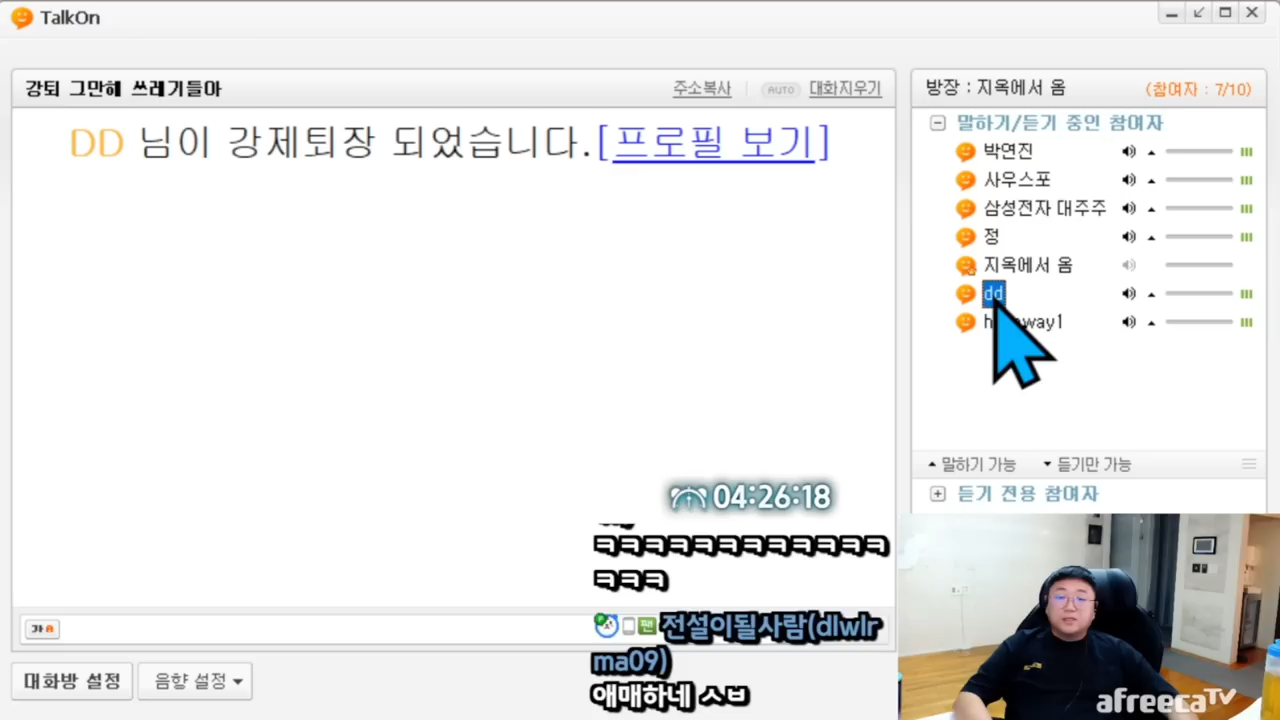 TalkOn
강퇴 그만해 쓰레기들아
주소복사
AUTO
대화지우기
DD 님이 강제퇴장 되었습니다.[프로필 보기]
방장 : 지옥에서 옴
(참여자 : 7/10)
말하기/듣기 중인 참여자
박연진
사우스포
삼성전자 대주주
정
지옥에서 옴
dd
말하기 가능
듣기만 가능
듣기 전용 참여자
04:26:18
ㅋㅋㅋㅋㅋㅋㅋㅋㅋㅋㅋㅋ
ㅋㅋㅋ
팬 전설이될사람(dlwlr
ma09)
애매하네 ㅅㅂ
가
대화방 설정
음향 설정
afreecaTV